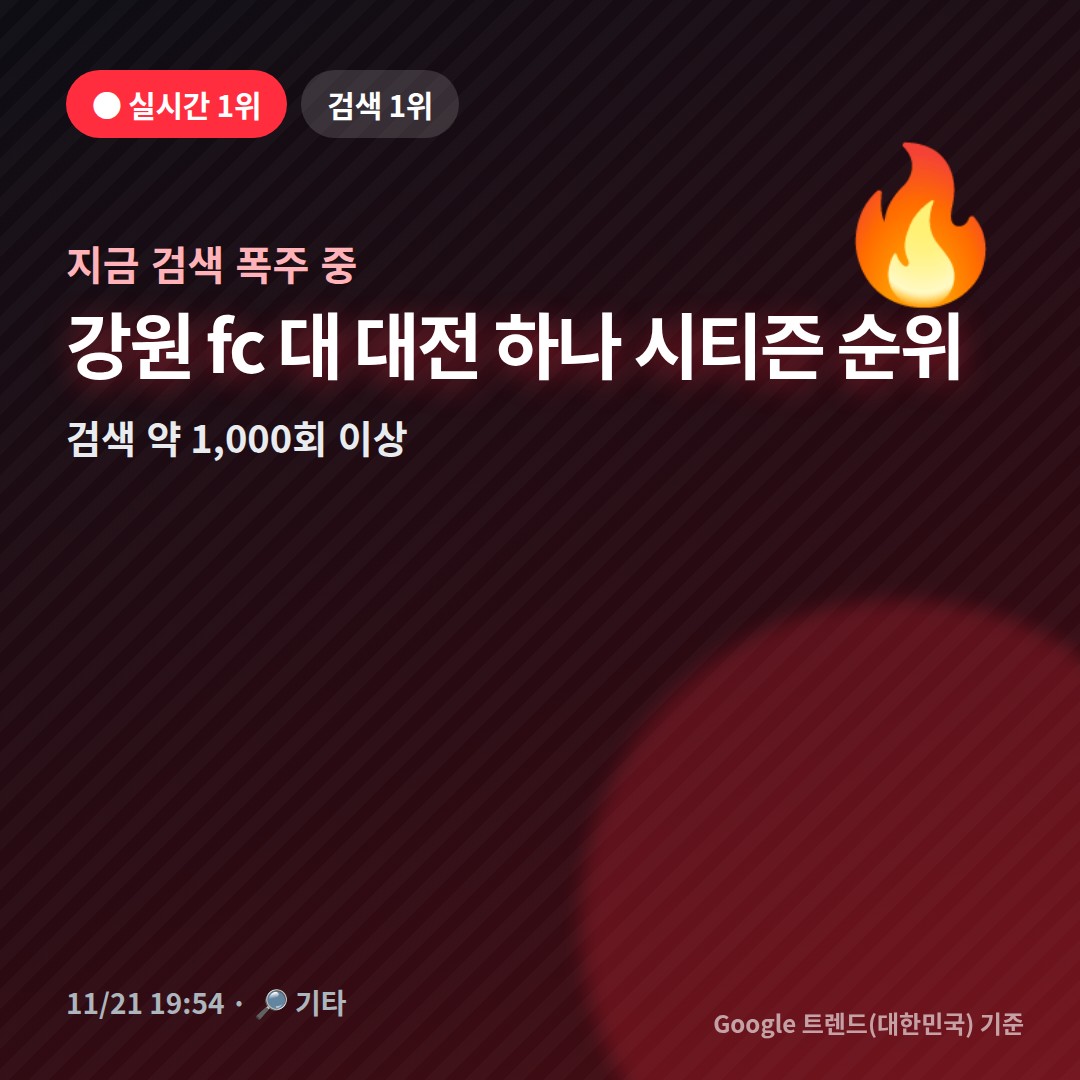 실시간 1위
검색 1위
지금 검색 폭주 중
강원 fc 대 대전 하나 시티즌 순위
검색 약 1,000회 이상
11/21 19:54 · 🔎 기타
Google 트렌드(대한민국) 기준